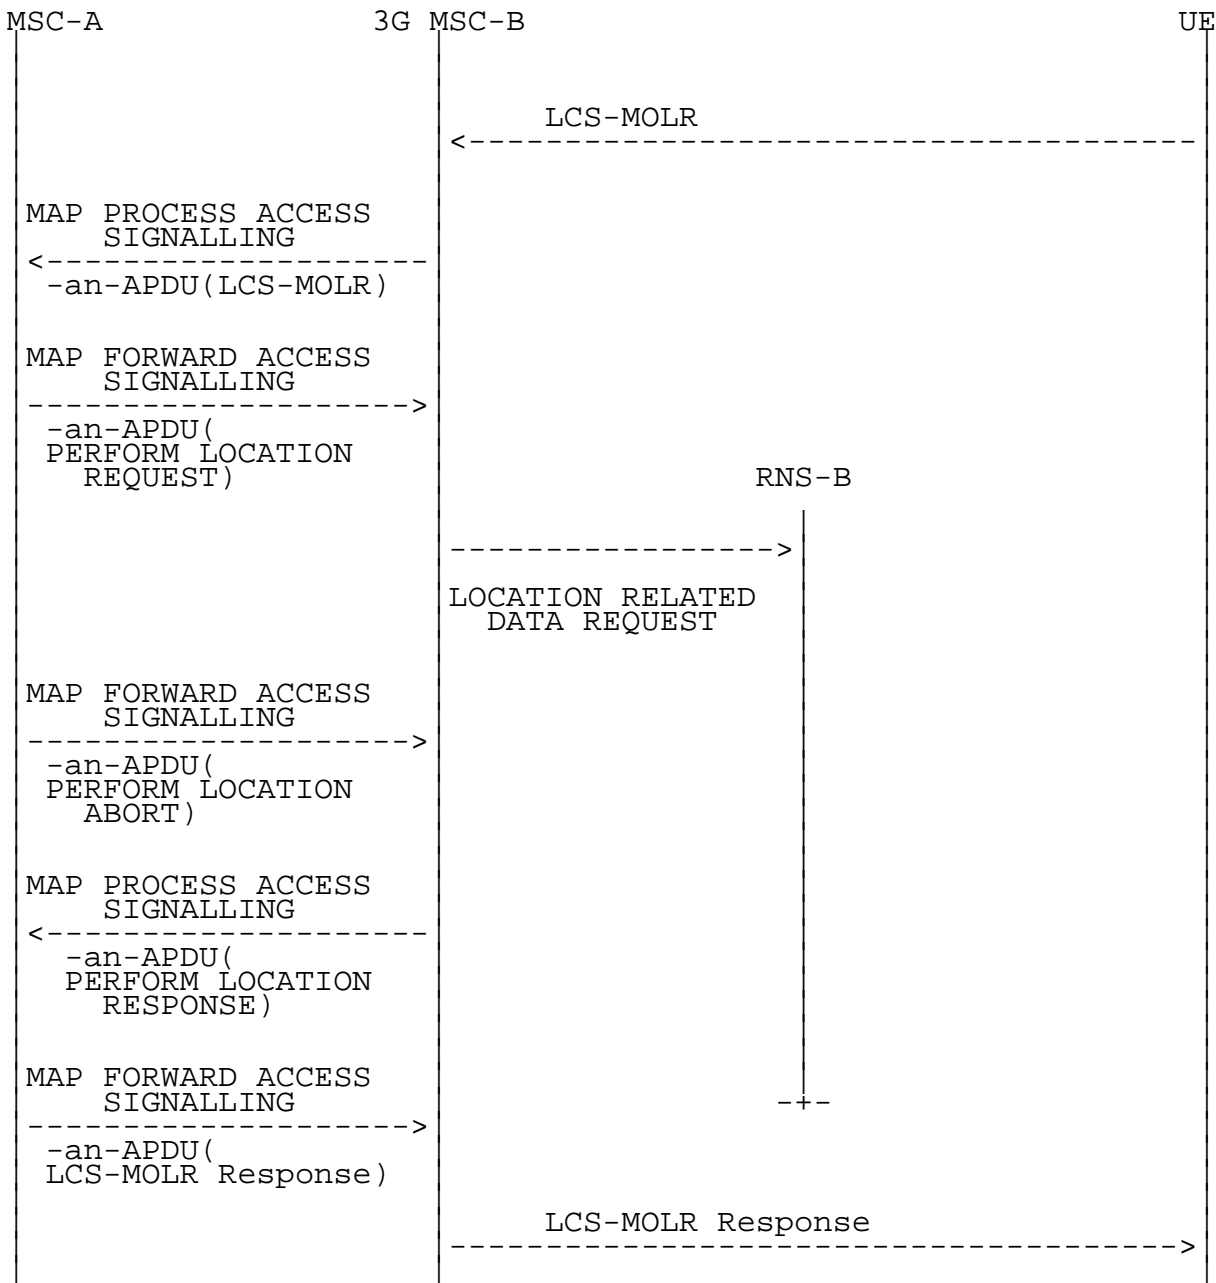 MSC-A 3G MSC-B UE
LCS-MOLR
MAP PROCESS ACCESS
SIGNALLING
-an-APDU(LCS-MOLR)
MAP FORWARD ACCESS
SIGNALLING
-an-APDU(
PERFORM LOCATION
REQUEST)
RNS-B
LOCATION RELATED
DATA REQUEST
MAP FORWARD ACCESS
SIGNALLING
-an-APDU(
PERFORM LOCATION
ABORT)
MAP PROCESS ACCESS
SIGNALLING
-an-APDU(
PERFORM LOCATION
RESPONSE)
MAP FORWARD ACCESS
SIGNALLING
-an-APDU(
LCS-MOLR Response)
LCS-MOLR Response